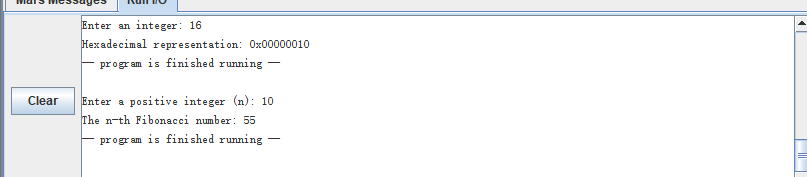 Mars Messages Run I/O
Enter an integer: 16
Hexadecimal representation: 0x00000010
— program is finished running —
Clear
Enter a positive integer (n): 10
The n-th Fibonacci number: 55
— program is finished running —